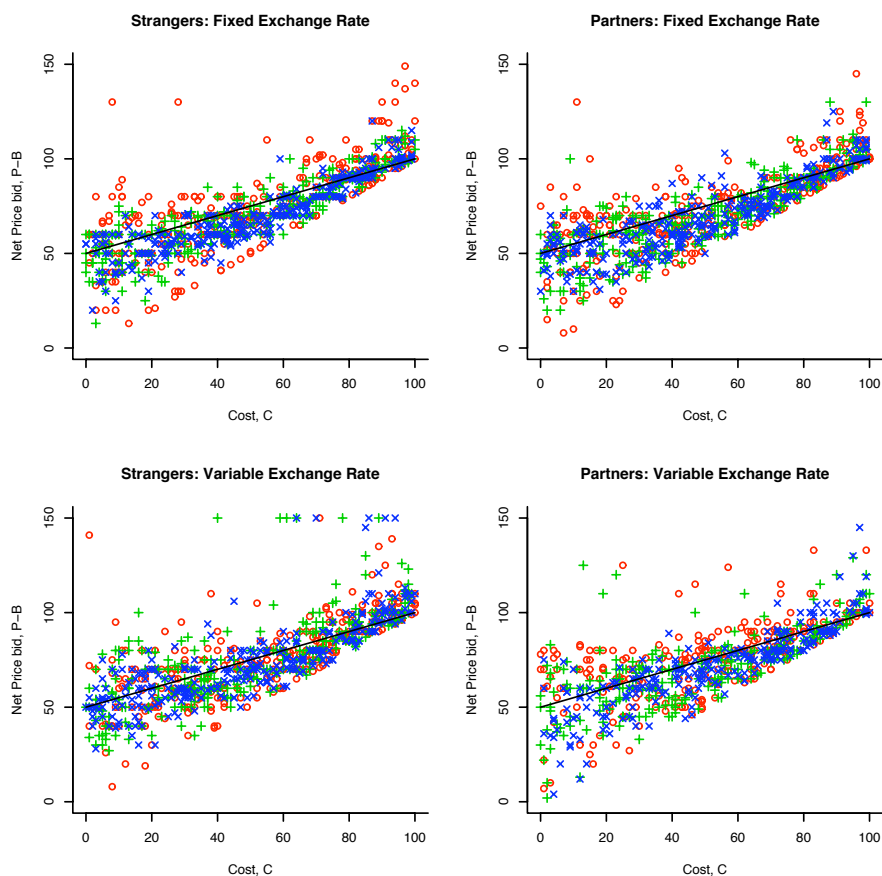 Strangers: Fixed Exchange Rate
Net Price bid, P−B
150
100
50
0
0 20 40 60 80 100
Cost, C
Partners: Fixed Exchange Rate
Net Price bid, P−B
150
100
50
0
0 20 40 60 80 100
Cost, C
Strangers: Variable Exchange Rate
Net Price bid, P−B
150
100
50
0
0 20 40 60 80 100
Cost, C
Partners: Variable Exchange Rate
Net Price bid, P−B
150
100
50
0
0 20 40 60 80 100
Cost, C